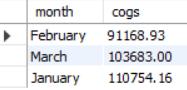 month cogs
February 91168.93
March 103683.00
January 110754.16